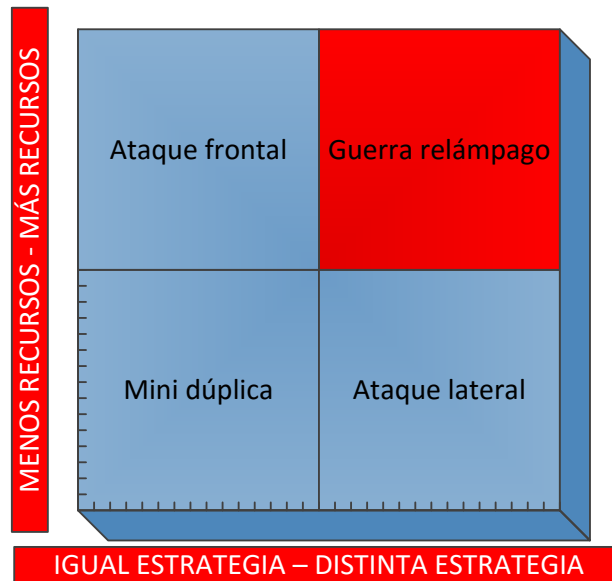 MENOS RECURSOS - MÁS RECURSOS
Ataque frontal
Guerra relámpago
Mini dúplica
Ataque lateral
IGUAL ESTRATEGIA – DISTINTA ESTRATEGIA